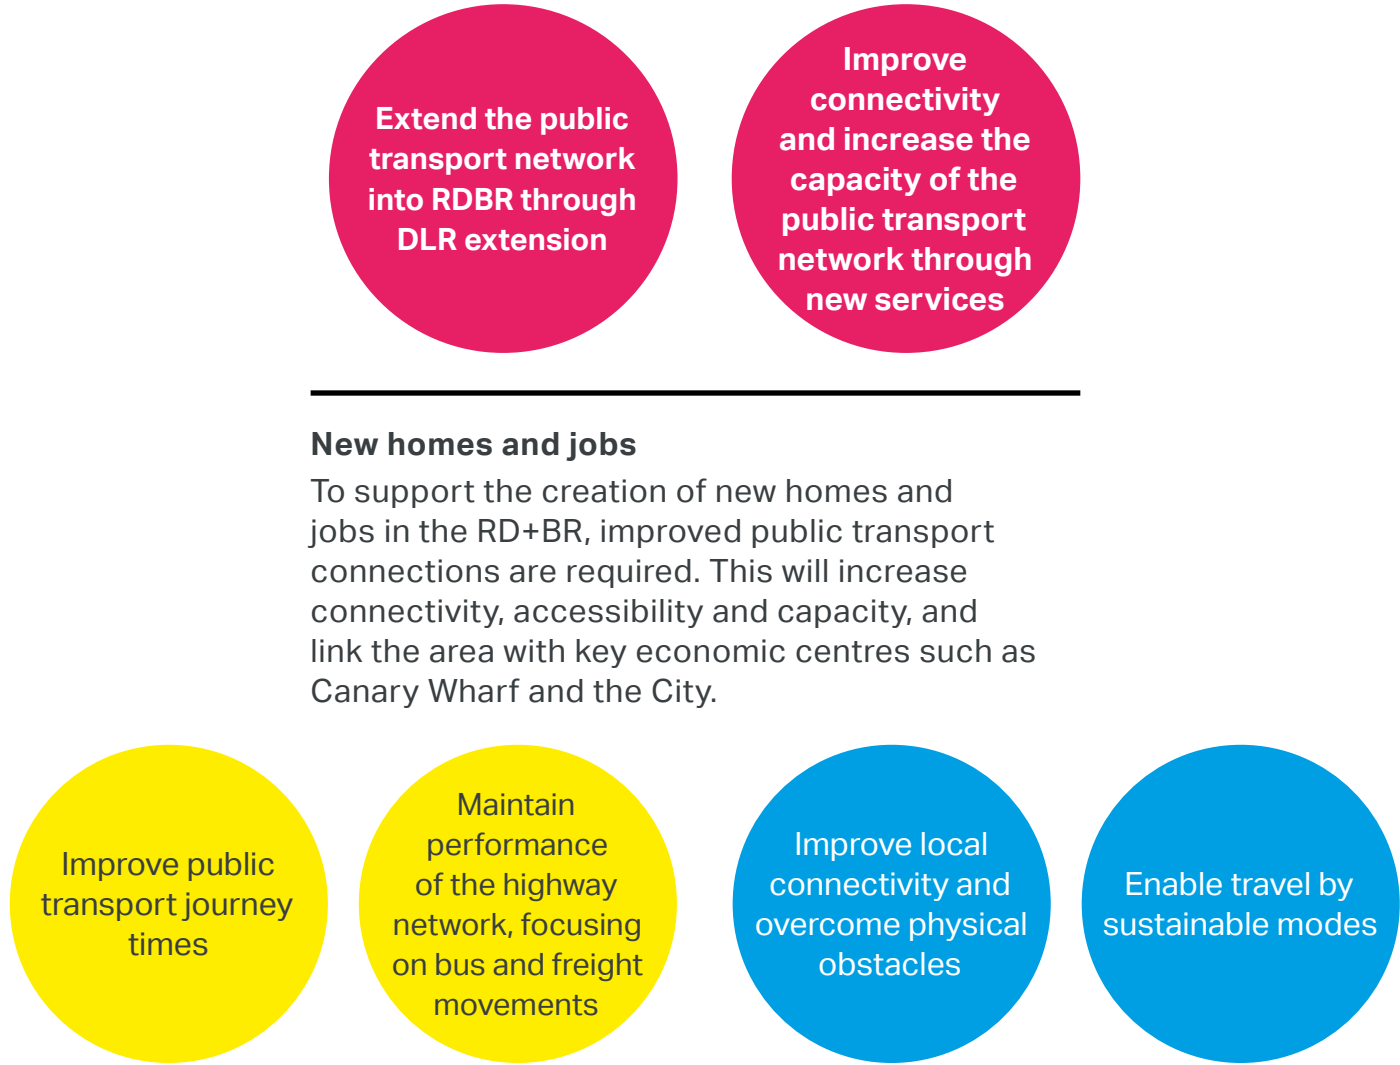 Extend the public
transport network
into RDBR through
DLR extension
Improve
connectivity
and increase the
capacity of the
public transport
network through
new services
New homes and jobs
To support the creation of new homes and
jobs in the RD+BR, improved public transport
connections are required. This will increase
connectivity, accessibility and capacity, and
link the area with key economic centres such as
Canary Wharf and the City.
Improve public
transport journey
times
Maintain
performance
of the highway
network, focusing
on bus and freight
movements
Improve local
connectivity and
overcome physical
obstacles
Enable travel by
sustainable modes